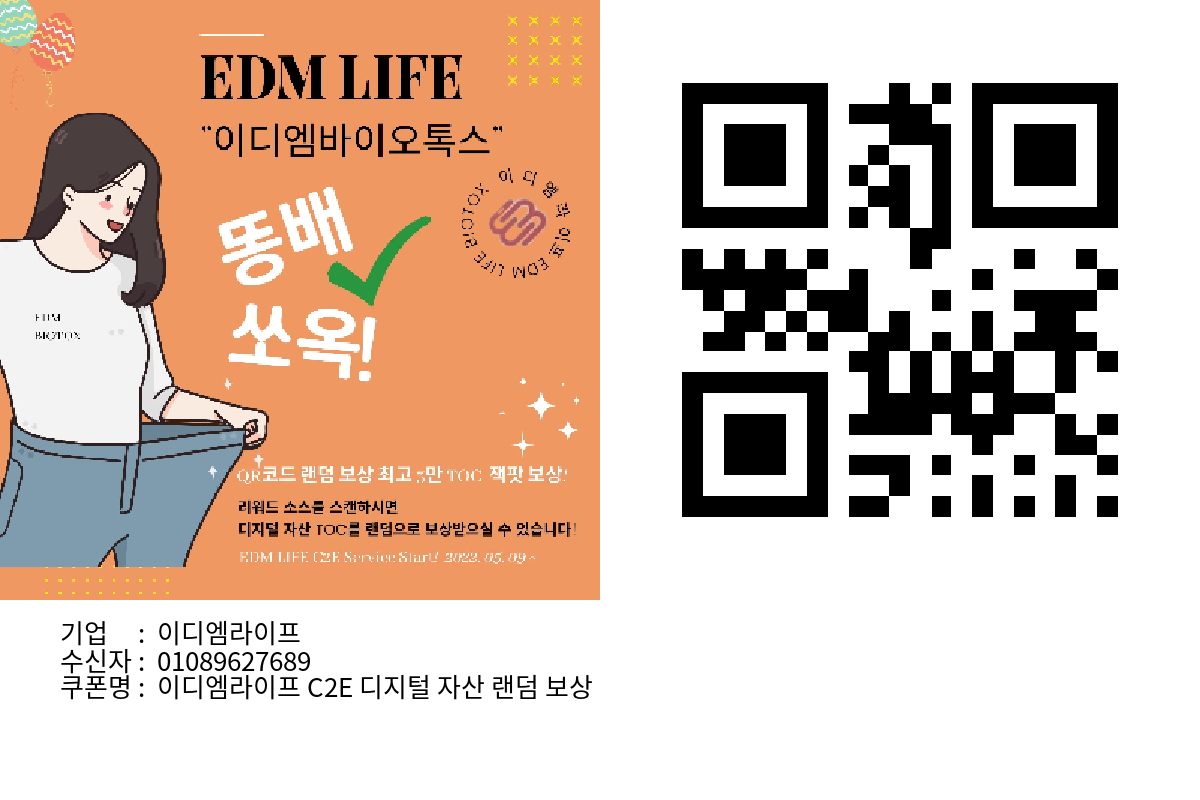 EDM LIFE
"이디엠바이오톡스"
이디엠라이프 EDM LIFE BIOTOX
똥배
쏘옥!
EDM
BIOTOX
QR코드 랜덤 보상 최고 5만 TOC 잭팟 보상!
리워드 소스를 스캔하시면
디지털 자산 TOC를 랜덤으로 보상받으실 수 있습니다!
EDM LIFE C2E Service Start! 2022. 05. 09 ~
기업 : 이디엠라이프
수신자 : 01089627689
쿠폰명 : 이디엠라이프 C2E 디지털 자산 랜덤 보상